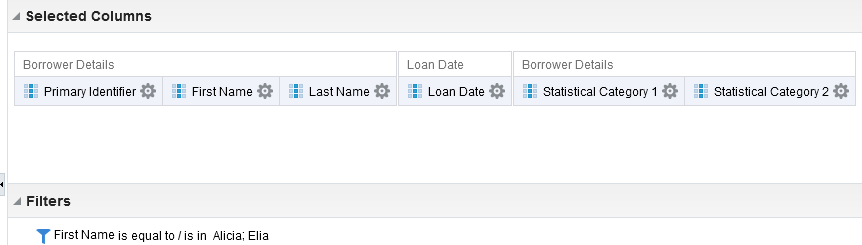 Selected Columns
Borrower Details Loan Date Borrower Details
Primary Identifier First Name Last Name Loan Date Statistical Category 1 Statistical Category 2
Filters
First Name is equal to / is in Alicia; Elia